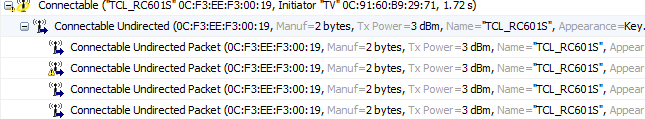 Connectable ("TCL_RC601S" 0C:F3:EE:F3:00:19, Initiator "TV" 0C:91:60:B9:29:71, 1.72 s)
Connectable Undirected (0C:F3:EE:F3:00:19, Manuf=2 bytes, Tx Power=3 dBm, Name="TCL_RC601S", Appearance=Key.
Connectable Undirected Packet (0C:F3:EE:F3:00:19, Manuf=2 bytes, Tx Power=3 dBm, Name="TCL_RC601S", Appear
Connectable Undirected Packet (0C:F3:EE:F3:00:19, Manuf=2 bytes, Tx Power=3 dBm, Name="TCL_RC601S", Appear
Connectable Undirected Packet (0C:F3:EE:F3:00:19, Manuf=2 bytes, Tx Power=3 dBm, Name="TCL_RC601S", Appear
Connectable Undirected Packet (0C:F3:EE:F3:00:19, Manuf=2 bytes, Tx Power=3 dBm, Name="TCL_RC601S", Appear